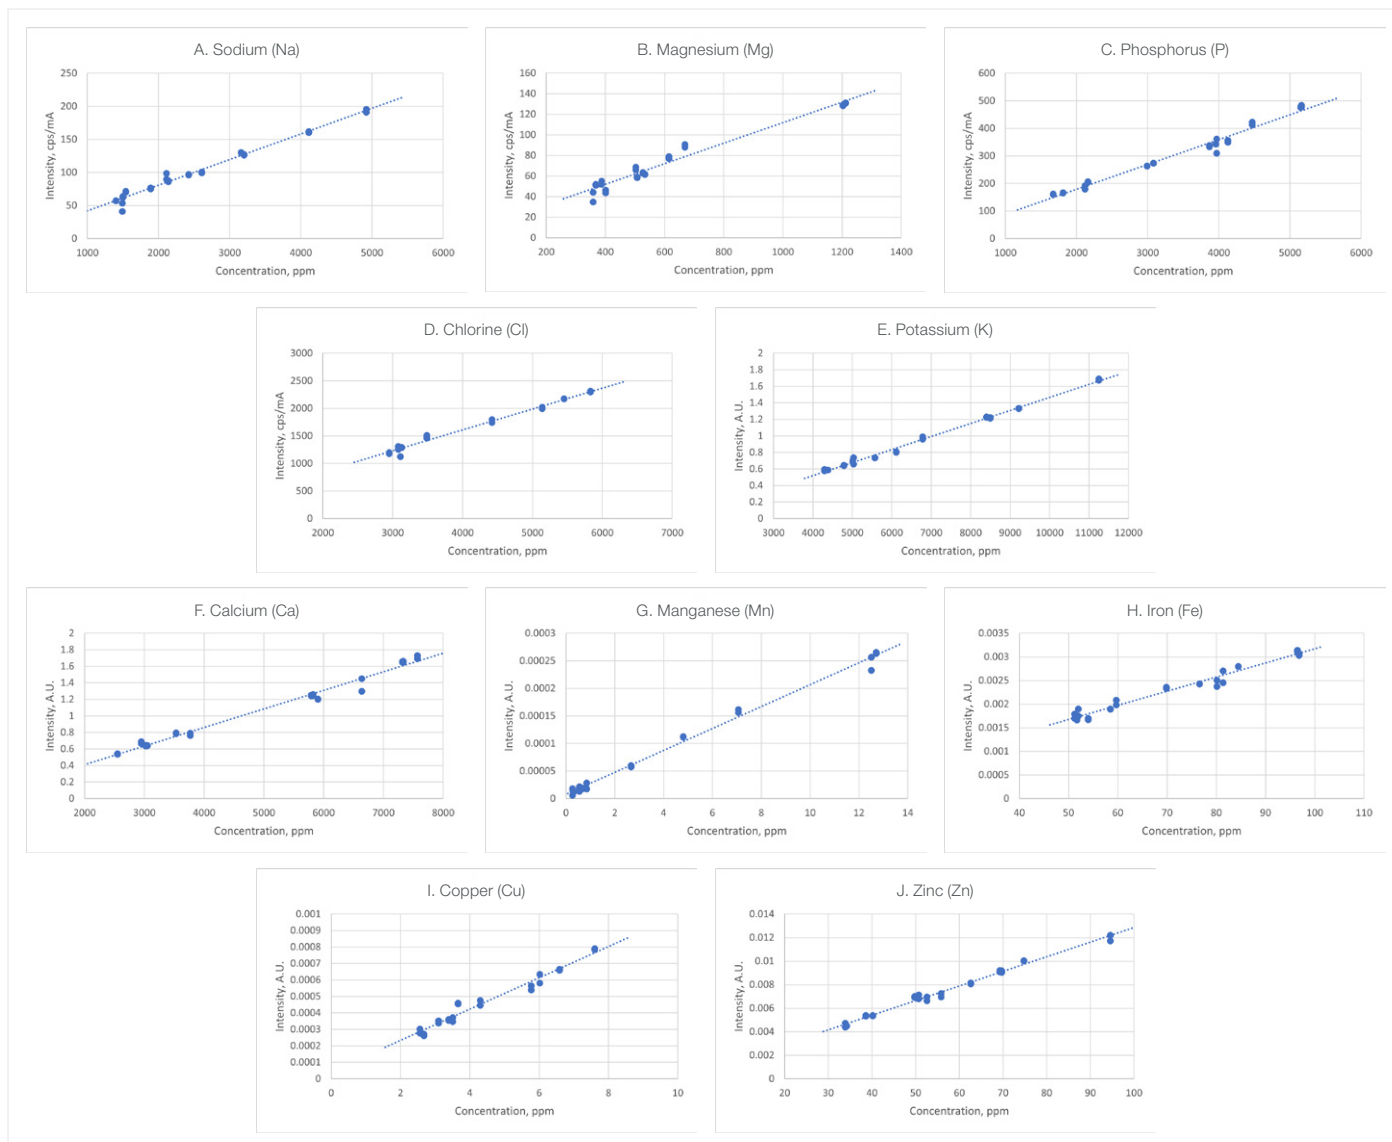 A. Sodium (Na)
250
200
150
100
50
0
Intensity, cps/mA
1000 2000 3000 4000 5000 6000
Concentration, ppm
B. Magnesium (Mg)
160
140
120
100
80
60
40
20
0
Intensity, cps/mA
200 400 600 800 1000 1200 1400
Concentration, ppm
C. Phosphorus (P)
600
500
400
300
200
100
0
Intensity, cps/mA
1000 2000 3000 4000 5000 6000
Concentration, ppm
D. Chlorine (Cl)
3000
2500
2000
1500
1000
500
0
Intensity, cps/mA
2000 3000 4000 5000 6000 7000
Concentration, ppm
E. Potassium (K)
2
1.8
1.6
1.4
1.2
1
0.8
0.6
0.4
0.2
0
Intensity, A.U.
3000 4000 5000 6000 7000 8000 9000 10000 11000 12000
Concentration, ppm
F. Calcium (Ca)
2
1.8
1.6
1.4
1.2
1
0.8
0.6
0.4
0.2
0
Intensity, A.U.
2000 3000 4000 5000 6000 7000 8000
Concentration, ppm
G. Manganese (Mn)
0.0003
0.00025
0.0002
0.00015
0.0001
0.00005
0
Intensity, A.U.
0 2 4 6 8 10 12 14
Concentration, ppm
H. Iron (Fe)
0.0035
0.003
0.0025
0.002
0.0015
0.001
0.0005
0
Intensity, A.U.
40 50 60 70 80 90 100 110
Concentration, ppm
I. Copper (Cu)
0.001
0.0009
0.0008
0.0007
0.0006
0.0005
0.0004
0.0003
0.0002
0.0001
0
Intensity, A.U.
0 2 4 6 8 10
Concentration, ppm
J. Zinc (Zn)
0.014
0.012
0.01
0.008
0.006
0.004
0.002
0
Intensity, A.U.
20 30 40 50 60 70 80 90 100
Concentration, ppm